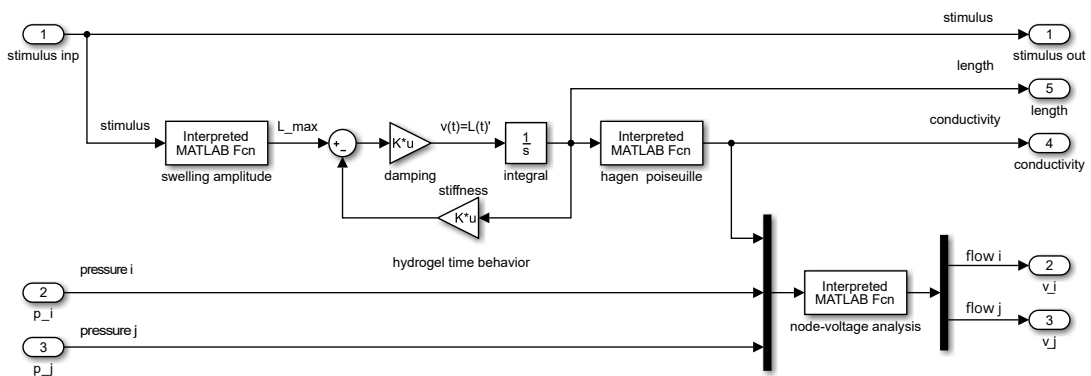 stimulus
1
stimulus inp
1
stimulus out
length
5
length
stimulus
Interpreted
MATLAB Fcn
swelling amplitude
L_max
+
-
K*u
damping
v(t)=L(t)'
1
s
integral
Interpreted
MATLAB Fcn
hagen poiseuille
conductivity
4
conductivity
stiffness
K*u
hydrogel time behavior
pressure i
2
p_i
pressure j
3
p_j
Interpreted
MATLAB Fcn
node-voltage analysis
flow i
2
v_i
flow j
3
v_j